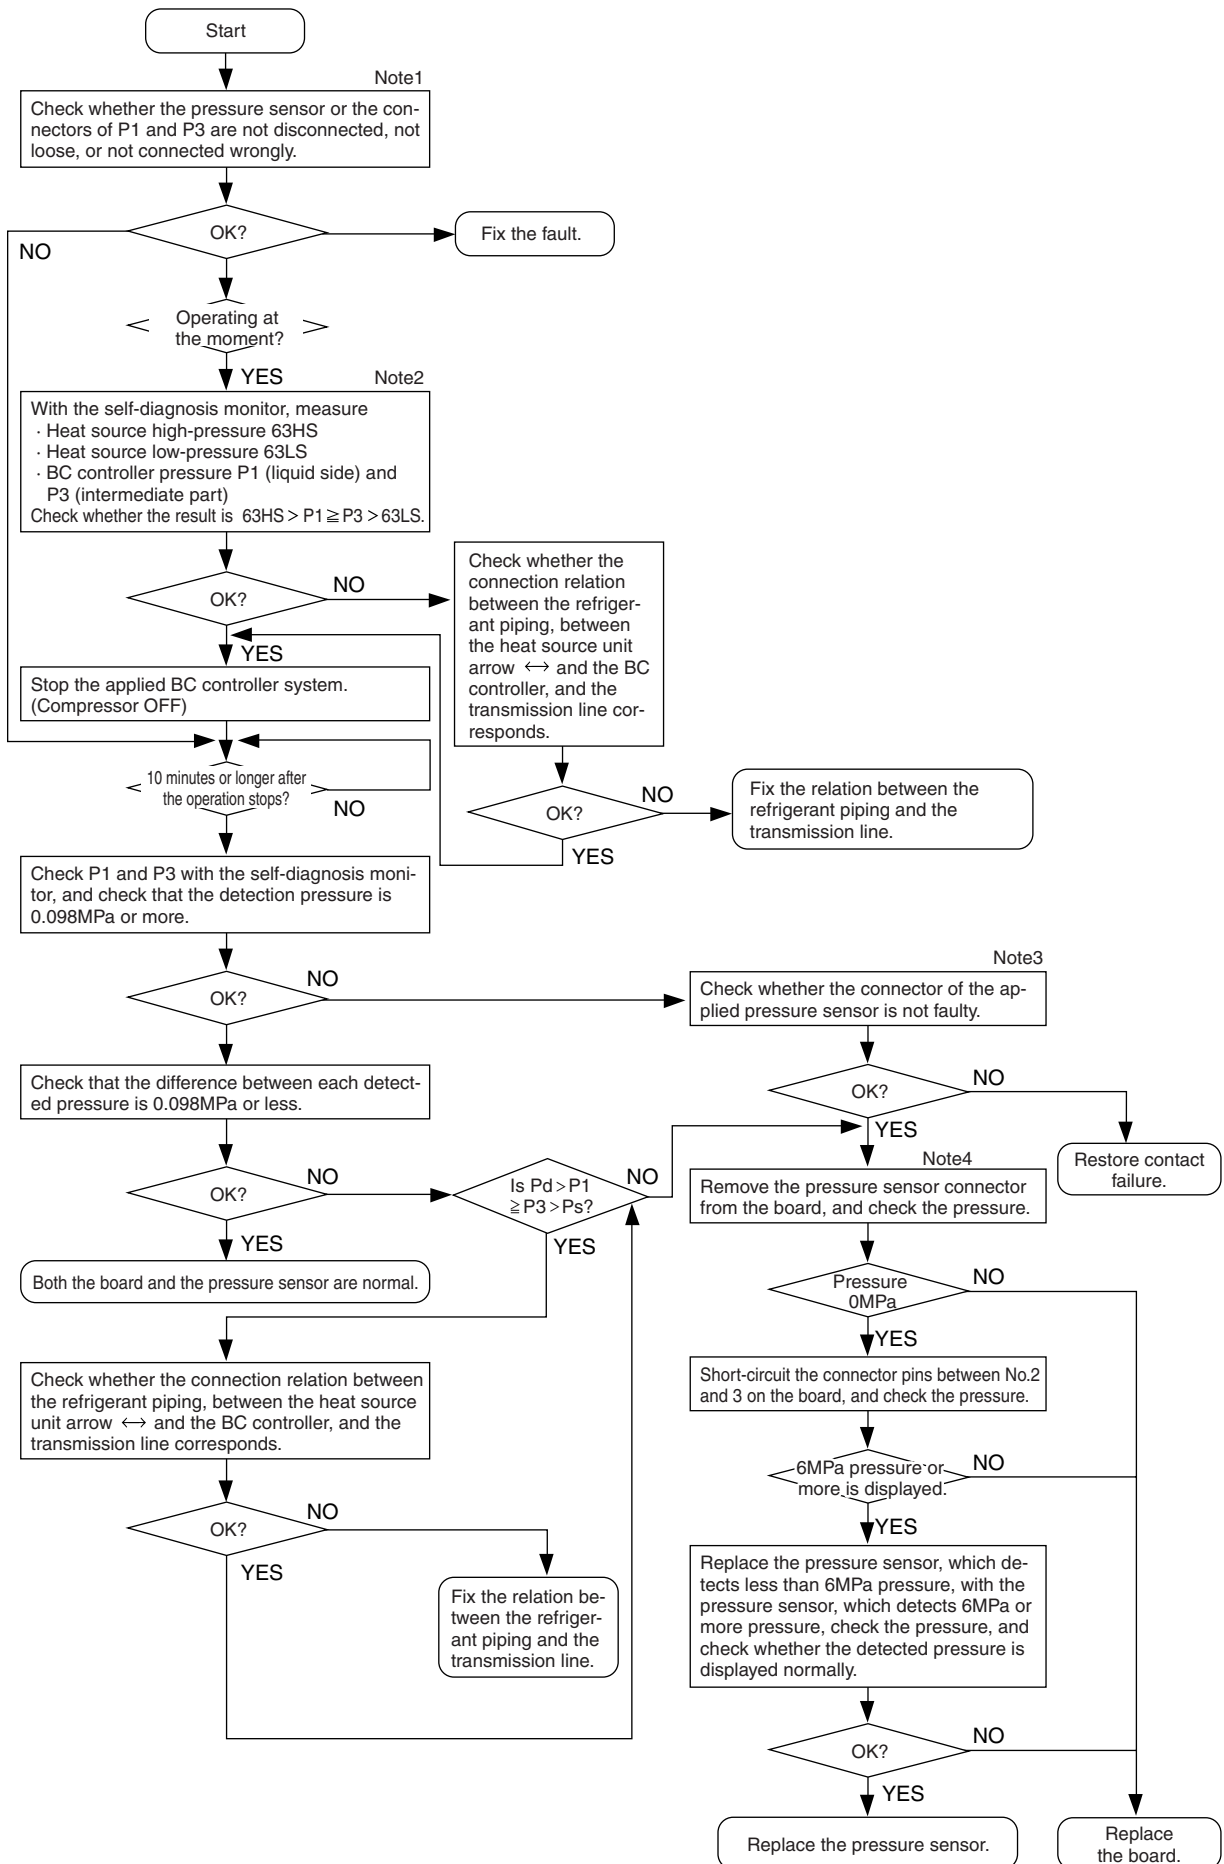 Start
Note1
Check whether the pressure sensor or the con-
nectors of P1 and P3 are not disconnected, not
loose, or not connected wrongly.
OK?
Fix the fault.
NO
Operating at
the moment?
YES
Note2
With the self-diagnosis monitor, measure
· Heat source high-pressure 63HS
· Heat source low-pressure 63LS
· BC controller pressure P1 (liquid side) and
P3 (intermediate part)
Check whether the result is 63HS > P1 ≧ P3 > 63LS.
OK?
NO
YES
Check whether the
connection relation
between the refriger-
ant piping, between
the heat source unit
arrow ↔ and the BC
controller, and the
transmission line cor-
responds.
Stop the applied BC controller system.
(Compressor OFF)
10 minutes or longer after
the operation stops?
NO
OK?
NO
YES
Fix the relation between the
refrigerant piping and the
transmission line.
Check P1 and P3 with the self-diagnosis moni-
tor, and check that the detection pressure is
0.098MPa or more.
OK?
NO
Note3
Check whether the connector of the ap-
plied pressure sensor is not faulty.
OK?
NO
YES
Restore contact
failure.
Check that the difference between each detect-
ed pressure is 0.098MPa or less.
OK?
NO
YES
Is Pd > P1
≧ P3 > Ps?
NO
YES
Both the board and the pressure sensor are normal.
Note4
Remove the pressure sensor connector
from the board, and check the pressure.
Pressure
0MPa
NO
YES
Short-circuit the connector pins between No.2
and 3 on the board, and check the pressure.
Check whether the connection relation between
the refrigerant piping, between the heat source
unit arrow ↔ and the BC controller, and the
transmission line corresponds.
OK?
NO
YES
Fix the relation be-
tween the refriger-
ant piping and the
transmission line.
6MPa pressure or
more is displayed.
NO
YES
Replace the pressure sensor, which de-
tects less than 6MPa pressure, with the
pressure sensor, which detects 6MPa or
more pressure, check the pressure, and
check whether the detected pressure is
displayed normally.
OK?
NO
YES
Replace the pressure sensor.
Replace
the board.